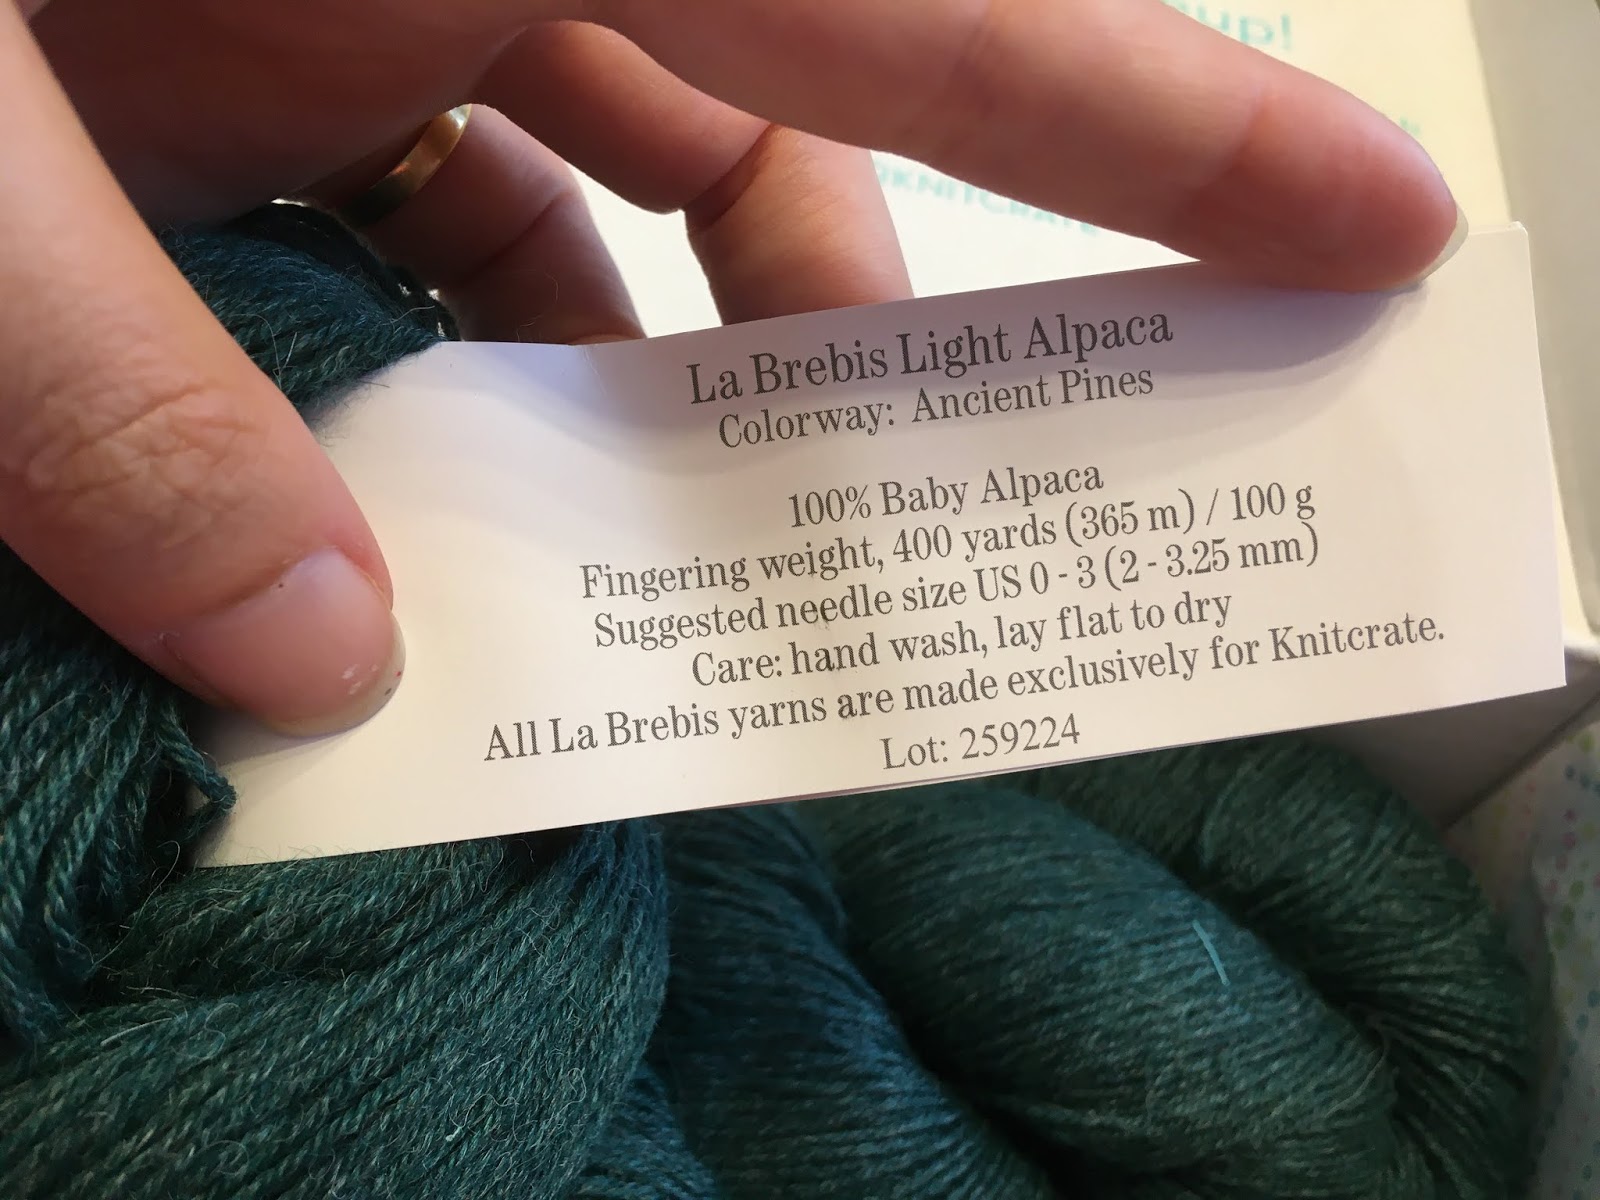 La Brebis Light Alpaca
Colorway: Ancient Pines
100% Baby Alpaca
Fingering weight, 400 yards (365 m) / 100 g
Suggested needle size US 0 - 3 (2 - 3.25 mm)
Care: hand wash, lay flat to dry
All La Brebis yarns are made exclusively for Knitcrate.
Lot: 259224